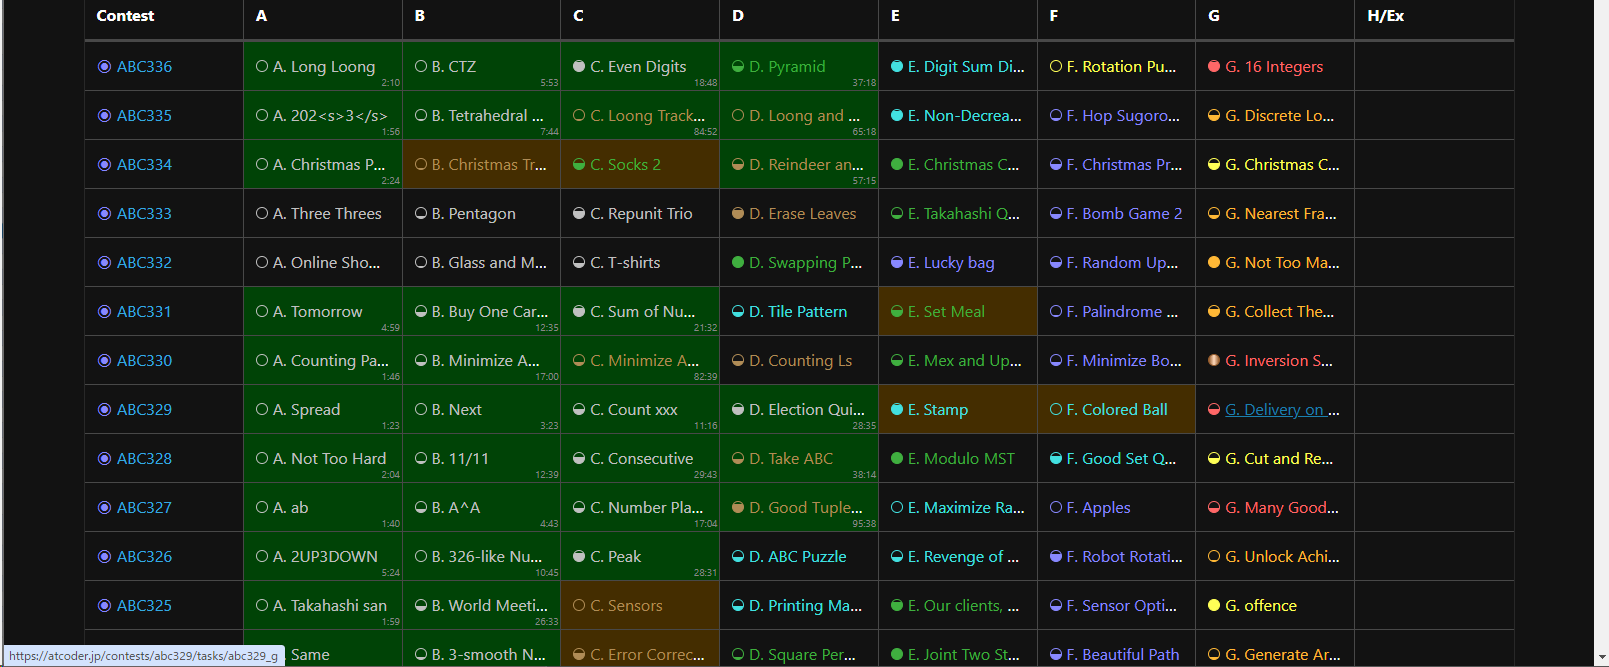 Contest A B C D E F G H/Ex
ABC336 A. Long Loong 2:10 B. CTZ 5:53 C. Even Digits 18:48 D. Pyramid 37:18 E. Digit Sum Di... F. Rotation Pu... G. 16 Integers
ABC335 A. 202<s>3</s> 1:56 B. Tetrahedral ... 7:44 C. Loong Track... 84:52 D. Loong and ... 65:18 E. Non-Decrea... F. Hop Sugoro... G. Discrete Lo...
ABC334 A. Christmas P... 2:24 B. Christmas Tr... C. Socks 2 D. Reindeer an... 57:15 E. Christmas C... F. Christmas Pr... G. Christmas C...
ABC333 A. Three Threes B. Pentagon C. Repunit Trio D. Erase Leaves E. Takahashi Q... F. Bomb Game 2 G. Nearest Fra...
ABC332 A. Online Sho... B. Glass and M... C. T-shirts D. Swapping P... E. Lucky bag F. Random Up... G. Not Too Ma...
ABC331 A. Tomorrow 4:59 B. Buy One Car... 12:35 C. Sum of Nu... 21:32 D. Tile Pattern E. Set Meal F. Palindrome ... G. Collect The...
ABC330 A. Counting Pa... 1:46 B. Minimize A... 17:00 C. Minimize A... 82:39 D. Counting Ls E. Mex and Up... F. Minimize Bo... G. Inversion S...
ABC329 A. Spread 1:23 B. Next 3:23 C. Count xxx 11:16 D. Election Qui... 28:35 E. Stamp F. Colored Ball G. Delivery on ...
ABC328 A. Not Too Hard 2:04 B. 11/11 12:39 C. Consecutive 29:43 D. Take ABC 38:14 E. Modulo MST F. Good Set Q... G. Cut and Re...
ABC327 A. ab 1:40 B. A^A 4:43 C. Number Pla... 17:04 D. Good Tuple... 95:38 E. Maximize Ra... F. Apples G. Many Good...
ABC326 A. 2UP3DOWN 5:24 B. 326-like Nu... 10:45 C. Peak 28:31 D. ABC Puzzle E. Revenge of ... F. Robot Rotati... G. Unlock Achi...
ABC325 A. Takahashi san 1:59 B. World Meeti... 26:33 C. Sensors D. Printing Ma... E. Our clients, ... F. Sensor Opti... G. offence
Same B. 3-smooth N... C. Error Correc... D. Square Per... E. Joint Two St... F. Beautiful Path G. Generate Ar...
https://atcoder.jp/contests/abc329/tasks/abc329_g